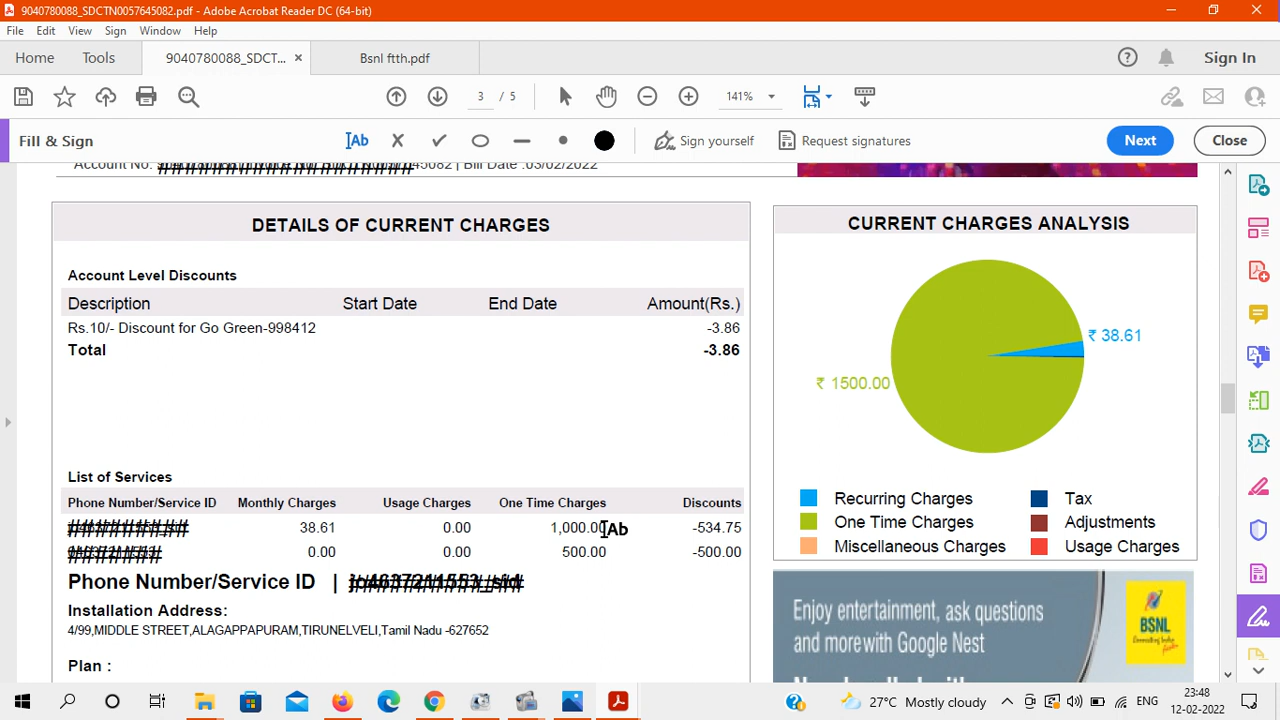 9040780088_SDCTN0057645082.pdf - Adobe Acrobat Reader DC (64-bit)
File Edit View Sign Window Help
Home Tools 9040780088_SDCT... × Bsnl ftth.pdf Sign In
3 / 5 141%
Fill & Sign Ab Sign yourself Request signatures Next Close
Account No: | Bill Date :03/02/2022
DETAILS OF CURRENT CHARGES
Account Level Discounts
Description Start Date End Date Amount(Rs.)
Rs.10/- Discount for Go Green-998412 -3.86
Total -3.86
List of Services
Phone Number/Service ID Monthly Charges Usage Charges One Time Charges Discounts
38.61 0.00 1,000.00 Ab -534.75
0.00 0.00 500.00 -500.00
Phone Number/Service ID |
Installation Address:
4/99,MIDDLE STREET,ALAGAPPAPURAM,TIRUNELVELI,Tamil Nadu -627652
Plan :
CURRENT CHARGES ANALYSIS
₹ 38.61
₹ 1500.00
Recurring Charges Tax
One Time Charges Adjustments
Miscellaneous Charges Usage Charges
Enjoy entertainment, ask questions
and more with Google Nest
BSNL
27°C Mostly cloudy ENG 23:48
12-02-2022